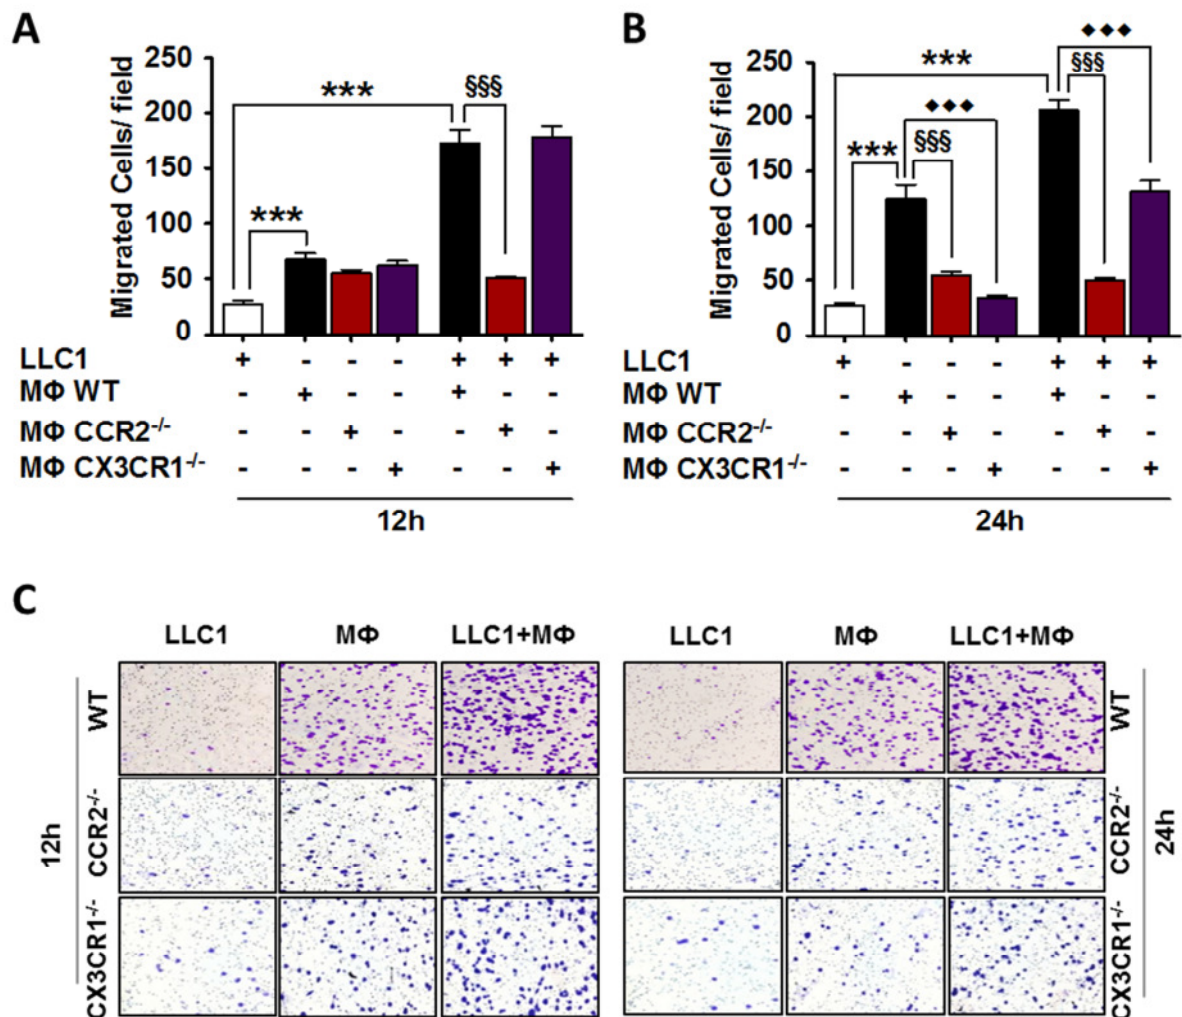 A
Migrated Cells/ field
250
200
150
100
50
0
***
***
§§§
LLC1 + - - - + + +
MΦ WT - + - - + - -
MΦ CCR2-/- - - + - - + -
MΦ CX3CR1-/- - - - + - - +
12h
B
Migrated Cells/ field
250
200
150
100
50
0
***
***
§§§
◆◆◆
§§§
◆◆◆
LLC1 + - - - + + +
MΦ WT - + - - + - -
MΦ CCR2-/- - - + - - + -
MΦ CX3CR1-/- - - - + - - +
24h
C
LLC1 MΦ LLC1+MΦ
LLC1 MΦ LLC1+MΦ
12h
WT
CCR2-/-
CX3CR1-/-
WT
CCR2-/-
CX3CR1-/-
24h